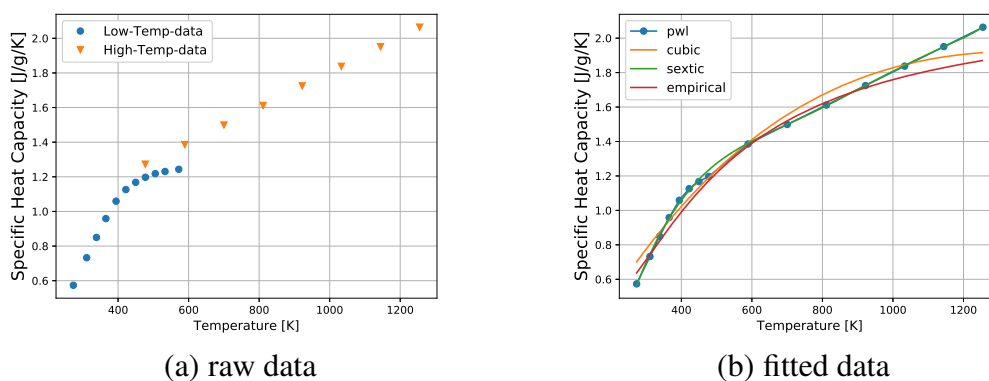 Specific Heat Capacity [J/g/K]
2.0
1.8
1.6
1.4
1.2
1.0
0.8
0.6
Low-Temp-data
High-Temp-data
400 600 800 1000 1200
Temperature [K]
(a) raw data
Specific Heat Capacity [J/g/K]
2.0
1.8
1.6
1.4
1.2
1.0
0.8
0.6
pwl
cubic
sextic
empirical
400 600 800 1000 1200
Temperature [K]
(b) fitted data